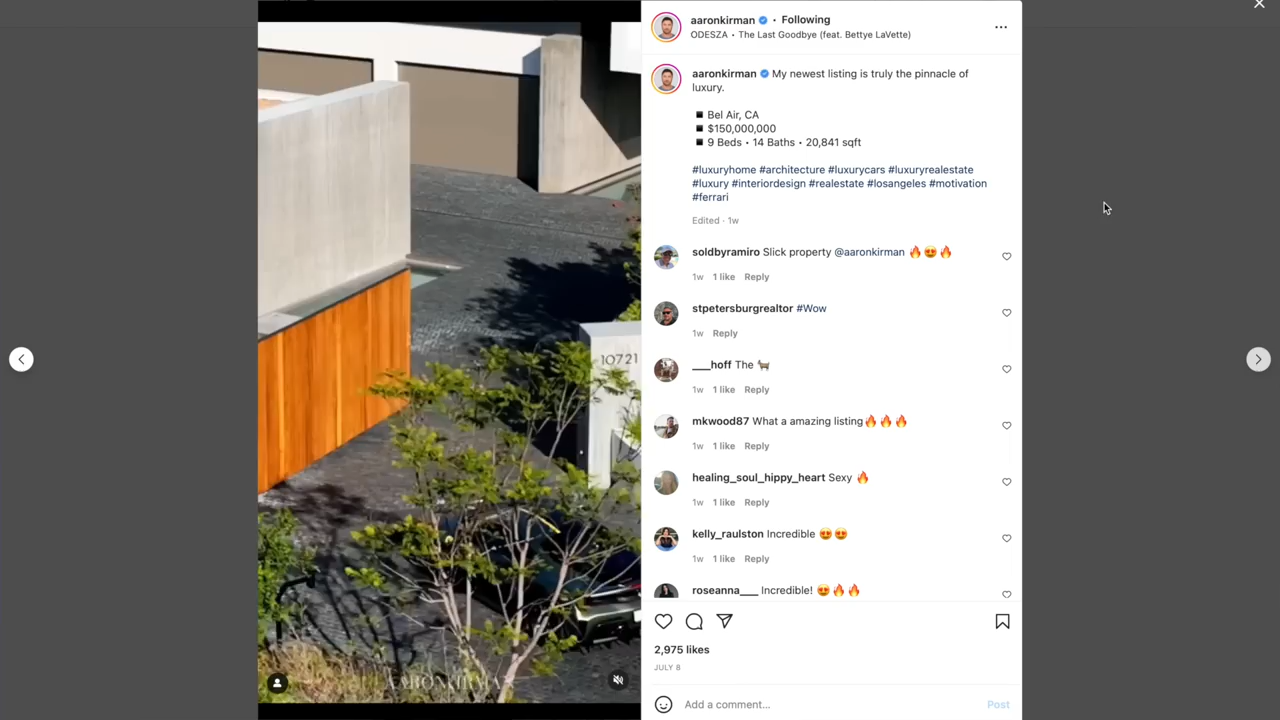 aaronkirman • Following
ODESZA • The Last Goodbye (feat. Bettye LaVette)
aaronkirman My newest listing is truly the pinnacle of
luxury.
◾ Bel Air, CA
◾ $150,000,000
◾ 9 Beds • 14 Baths • 20,841 sqft
#luxuryhome #architecture #luxurycars #luxuryrealestate
#luxury #interiordesign #realestate #losangeles #motivation
#ferrari
Edited · 1w
soldbyramiro Slick property @aaronkirman 🔥😍🔥
1w 1 like Reply
stpetersburgrealtor #Wow
1w Reply
10721
___hoff The 🐐
1w 1 like Reply
mkwood87 What a amazing listing🔥🔥🔥
1w 1 like Reply
healing_soul_hippy_heart Sexy 🔥
1w 1 like Reply
kelly_raulston Incredible 😍😍
1w 1 like Reply
roseanna___ Incredible! 😍🔥🔥
2,975 likes
JULY 8
AARONKIRMAN
Add a comment... Post